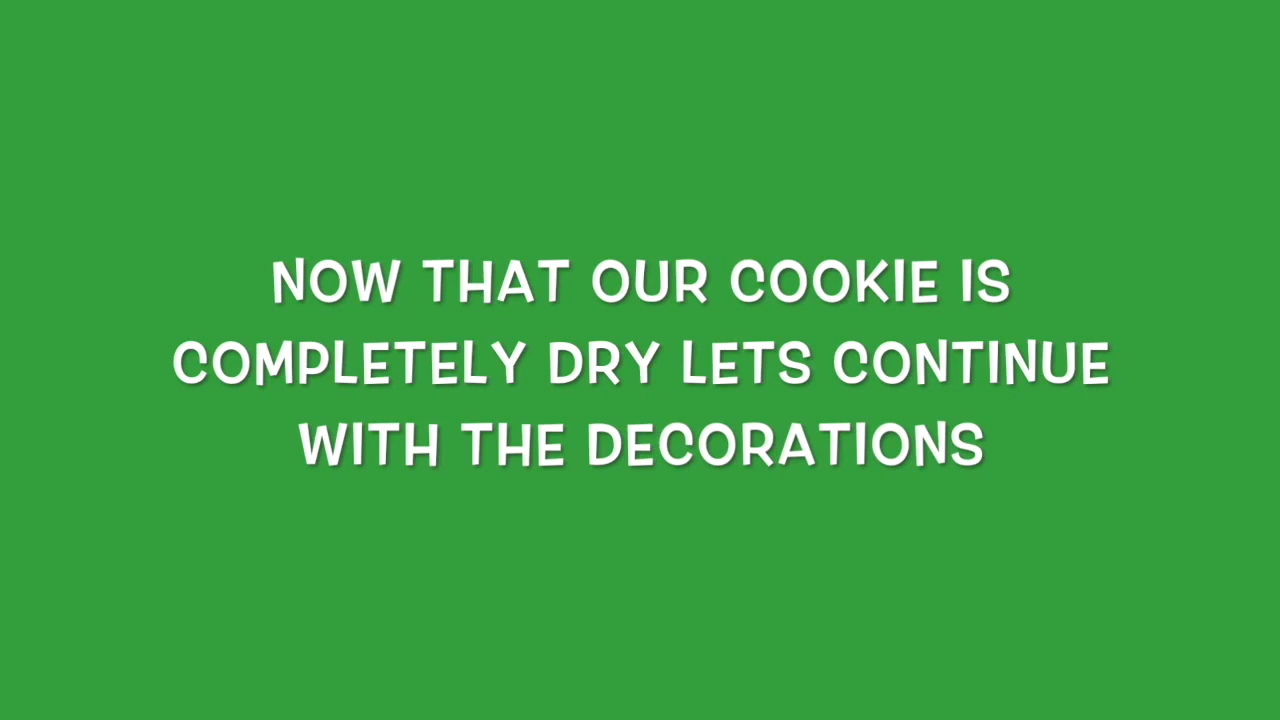 NOW THAT OUR COOKIE IS
COMPLETELY DRY LETS CONTINUE
WITH THE DECORATIONS